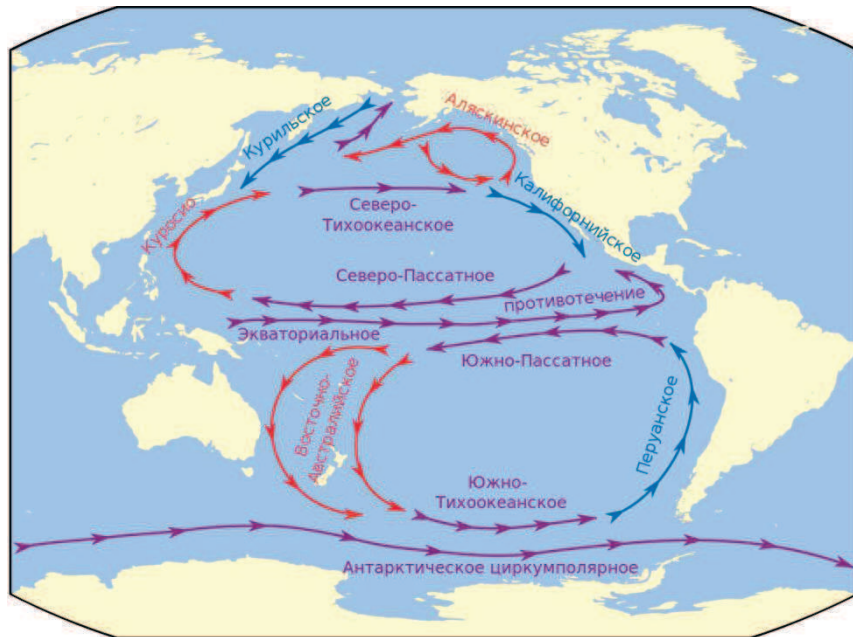 Аляскинское
Курильское
Калифорнийское
Куросио
Северо-
Тихоокеанское
Северо-Пассатное
противотечение
Экваториальное
Южно-Пассатное
Восточно-
Австралийское
Перуанское
Южно-
Тихоокеанское
Антарктическое циркумполярное